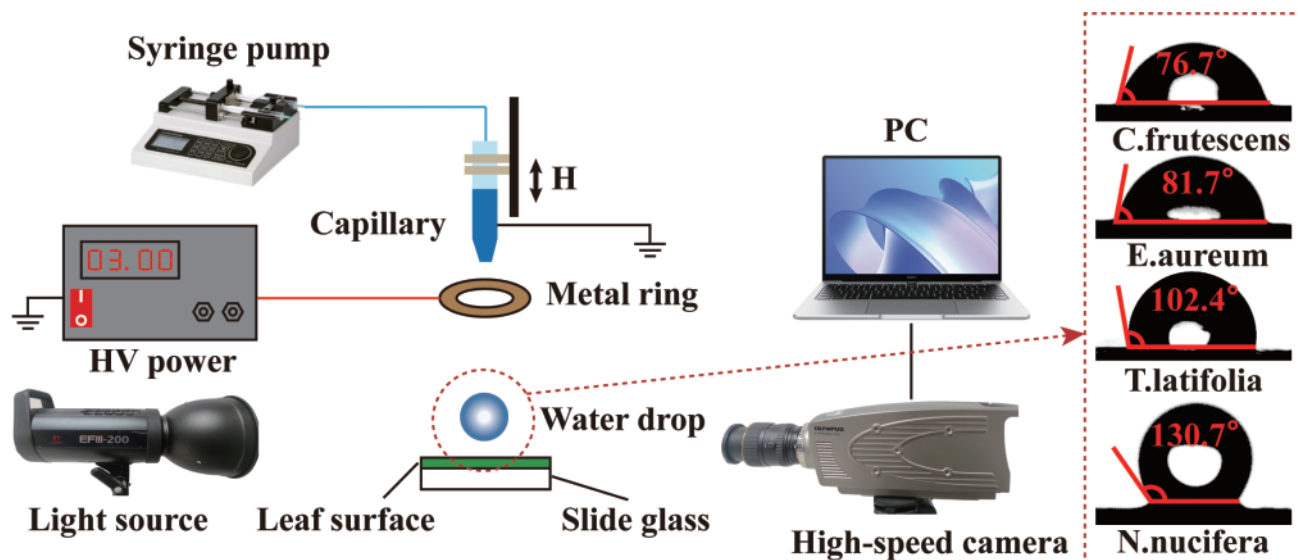 Syringe pump
H
Capillary
03.00
HV power
Metal ring
PC
EFIII-200
Light source
Water drop
Leaf surface
Slide glass
OLYMPUS
High-speed camera
76.7°
C.frutescens
81.7°
E.aureum
102.4°
T.latifolia
130.7°
N.nucifera